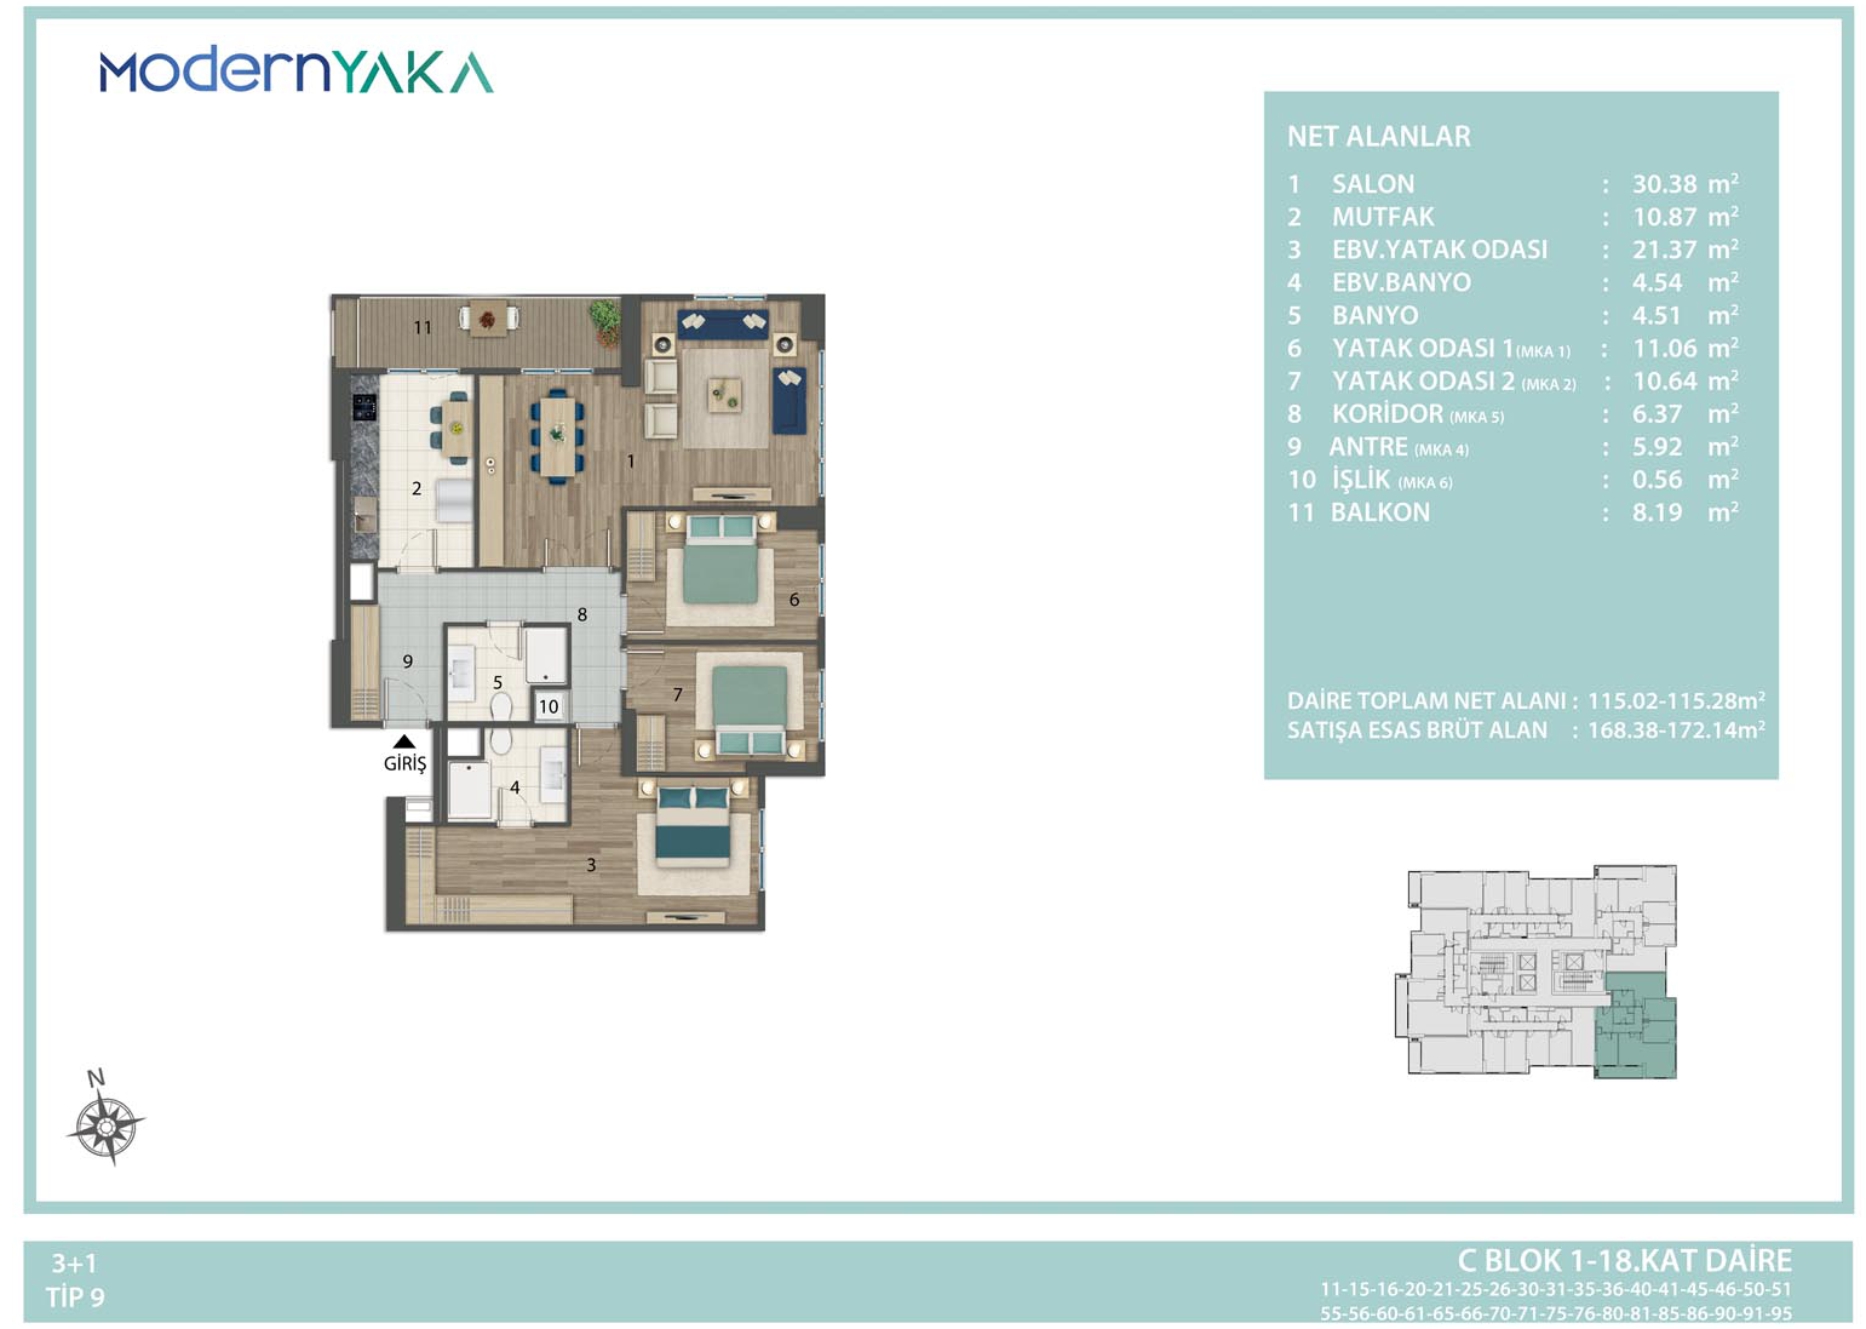 MODernYAKA
NET ALANLAR
1 SALON : 30.38 m²
2 MUTFAK : 10.87 m²
3 EBV.YATAK ODASI : 21.37 m²
4 EBV.BANYO : 4.54 m²
5 BANYO : 4.51 m²
6 YATAK ODASI 1(MKA 1) : 11.06 m²
7 YATAK ODASI 2 (MKA 2) : 10.64 m²
8 KORİDOR (MKA 5) : 6.37 m²
9 ANTRE (MKA 4) : 5.92 m²
10 İŞLİK (MKA 6) : 0.56 m²
11 BALKON : 8.19 m²
DAİRE TOPLAM NET ALANI : 115.02-115.28m²
SATIŞA ESAS BRÜT ALAN : 168.38-172.14m²
11
1
2
6
8
9
5
7
10
GİRİŞ
4
3
N
3+1
TİP 9
C BLOK 1-18.KAT DAİRE
11-15-16-20-21-25-26-30-31-35-36-40-41-45-46-50-51
55-56-60-61-65-66-70-71-75-76-80-81-85-86-90-91-95